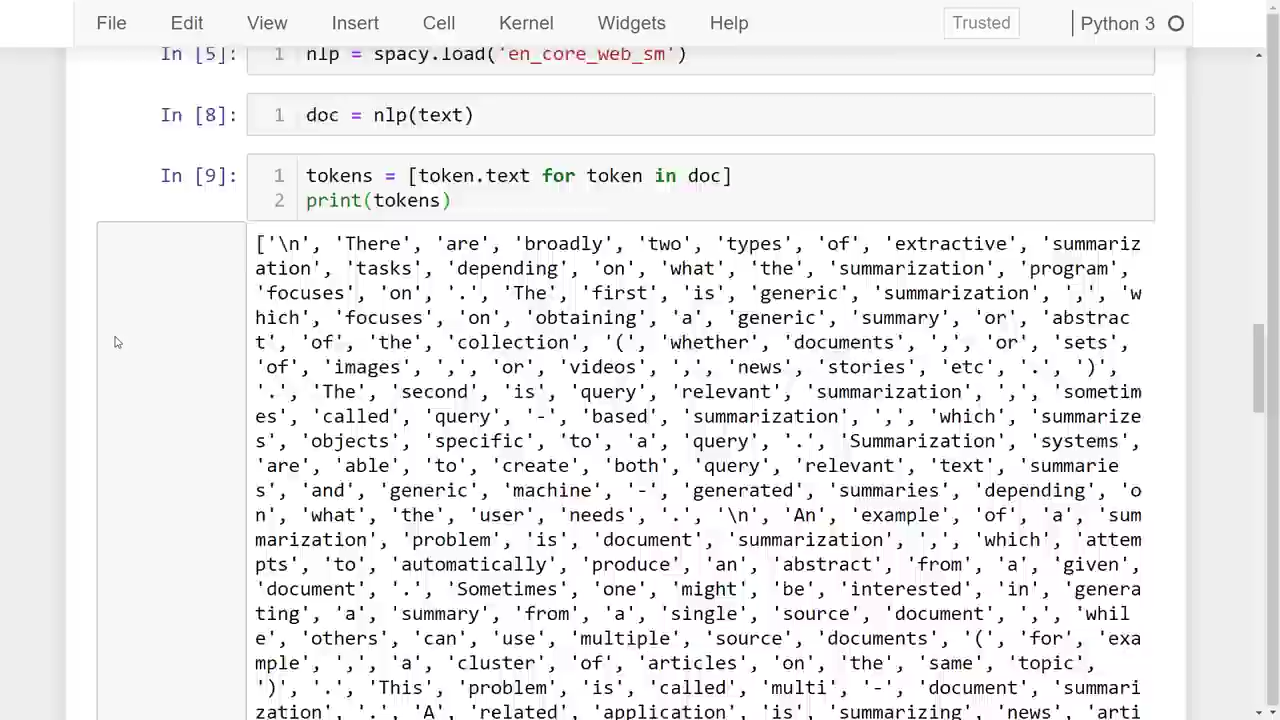 File Edit View Insert Cell Kernel Widgets Help Trusted Python 3
In [5]: 1 nlp = spacy.load('en_core_web_sm')
In [8]: 1 doc = nlp(text)
In [9]: 1 tokens = [token.text for token in doc]
2 print(tokens)
['\n', 'There', 'are', 'broadly', 'two', 'types', 'of', 'extractive', 'summariz
ation', 'tasks', 'depending', 'on', 'what', 'the', 'summarization', 'program',
'focuses', 'on', '.', 'The', 'first', 'is', 'generic', 'summarization', ',', 'w
hich', 'focuses', 'on', 'obtaining', 'a', 'generic', 'summary', 'or', 'abstrac
t', 'of', 'the', 'collection', '(', 'whether', 'documents', ',', 'or', 'sets',
'of', 'images', ',', 'or', 'videos', ',', 'news', 'stories', 'etc', '.', ')',
'.', 'The', 'second', 'is', 'query', 'relevant', 'summarization', ',', 'sometim
es', 'called', 'query', '-', 'based', 'summarization', ',', 'which', 'summarize
s', 'objects', 'specific', 'to', 'a', 'query', '.', 'Summarization', 'systems',
'are', 'able', 'to', 'create', 'both', 'query', 'relevant', 'text', 'summarie
s', 'and', 'generic', 'machine', '-', 'generated', 'summaries', 'depending', 'o
n', 'what', 'the', 'user', 'needs', '.', '\n', 'An', 'example', 'of', 'a', 'sum
marization', 'problem', 'is', 'document', 'summarization', ',', 'which', 'attem
pts', 'to', 'automatically', 'produce', 'an', 'abstract', 'from', 'a', 'given',
'document', '.', 'Sometimes', 'one', 'might', 'be', 'interested', 'in', 'genera
ting', 'a', 'summary', 'from', 'a', 'single', 'source', 'document', ',', 'whil
e', 'others', 'can', 'use', 'multiple', 'source', 'documents', '(', 'for', 'exa
mple', ',', 'a', 'cluster', 'of', 'articles', 'on', 'the', 'same', 'topic',
')', '.', 'This', 'problem', 'is', 'called', 'multi', '-', 'document', 'summari
zation', '.', 'A', 'related', 'application', 'is', 'summarizing', 'news', 'arti